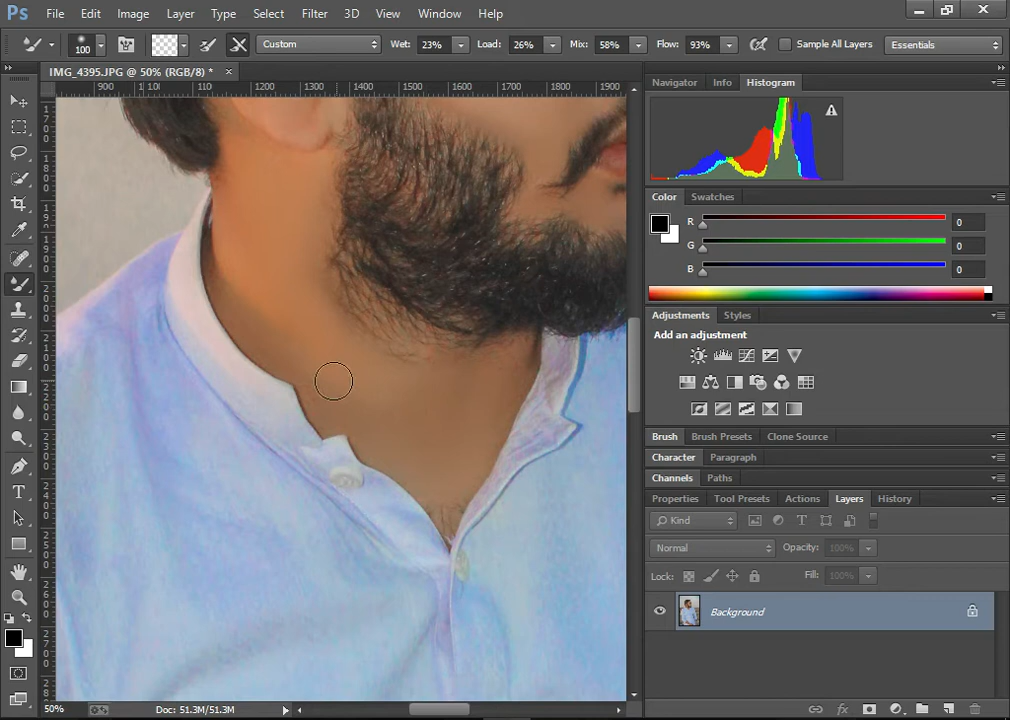 Ps File Edit Image Layer Type Select Filter 3D View Window Help
100 Custom Wet: 23% Load: 26% Mix: 58% Flow: 93% Sample All Layers Essentials
IMG_4395.JPG @ 50% (RGB/8) * ×
Navigator Info Histogram
900 1 100 110 1200 1300 1400 1500 1600 1700 1800 1900
Color Swatches
R 0
G 0
B 0
Adjustments Styles
Add an adjustment
Brush Brush Presets Clone Source
Character Paragraph
Channels Paths
Properties Tool Presets Actions Layers History
Kind
Normal Opacity: 100%
Lock: Fill: 100%
Background
50% Doc: 51.3M/51.3M